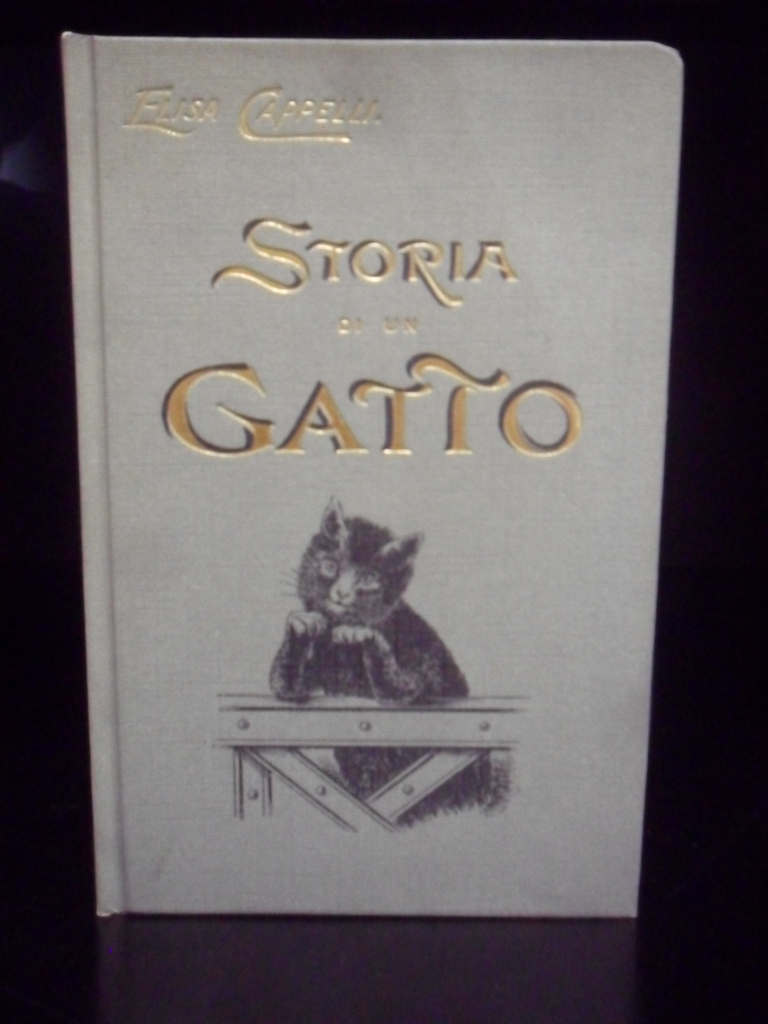 ELISA CAPPELLI.
STORIA
DI UN
GATTO